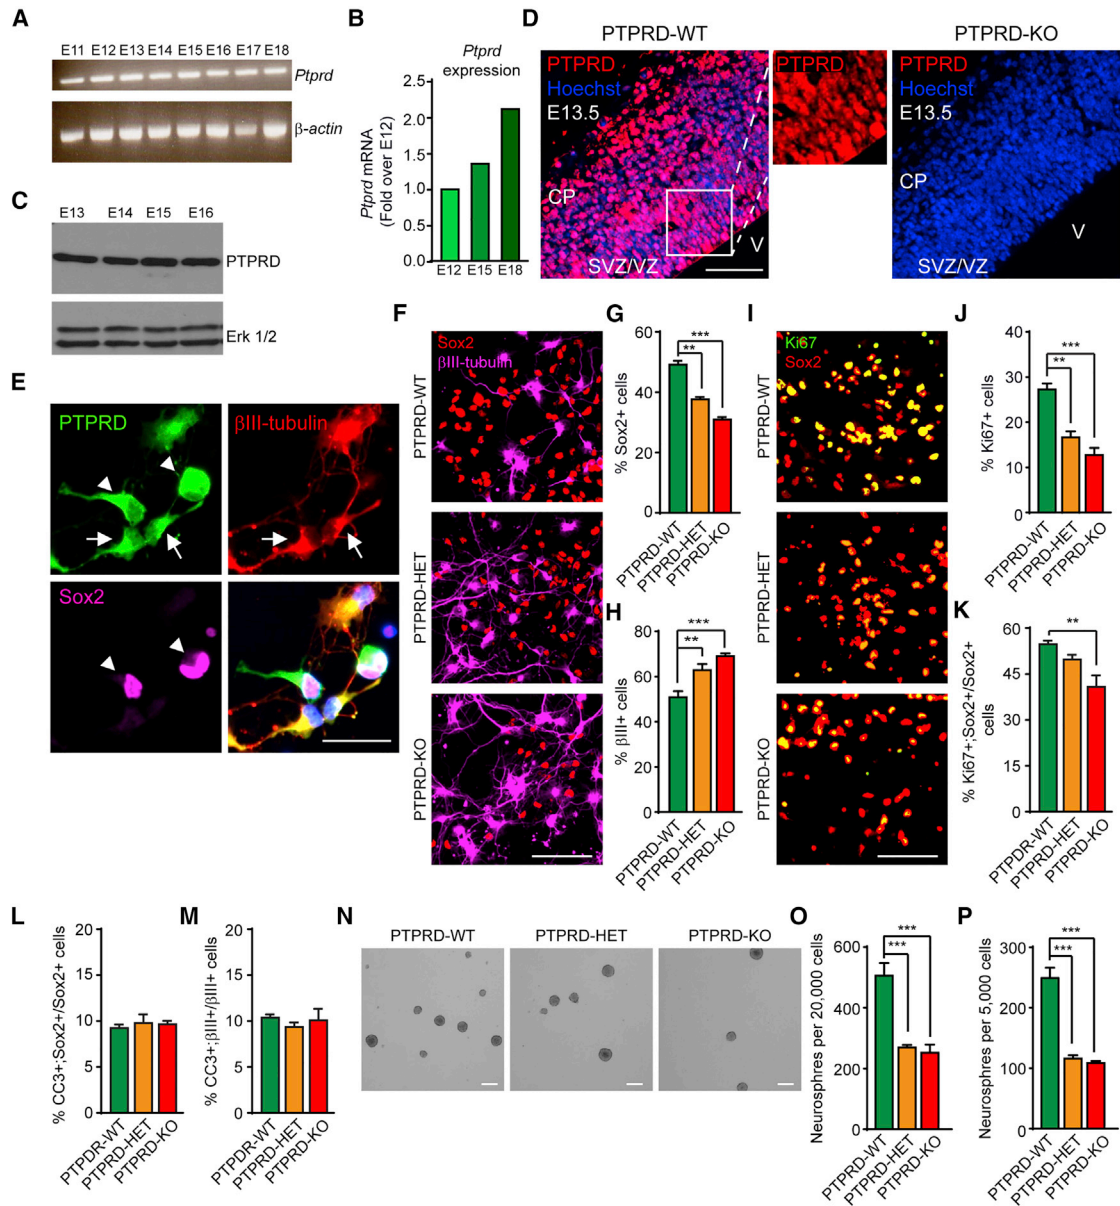 A
E11 E12 E13 E14 E15 E16 E17 E18
Ptprd
β-actin
B
Ptprd
expression
Ptprd mRNA
(Fold over E12)
2.5
2.0
1.5
1.0
0.5
0.0
E12 E15 E18
C
E13 E14 E15 E16
PTPRD
Erk 1/2
D
PTPRD-WT
PTPRD
Hoechst
E13.5
CP
SVZ/VZ
V
PTPRD
PTPRD-KO
PTPRD
Hoechst
E13.5
CP
SVZ/VZ
V
E
PTPRD
βIII-tubulin
Sox2
F
Sox2
βIII-tubulin
PTPRD-WT
PTPRD-HET
PTPRD-KO
G
% Sox2+ cells
60
40
20
0
**
***
PTPRD-WT
PTPRD-HET
PTPRD-KO
H
% βIII+ cells
80
60
40
20
0
**
***
PTPRD-WT
PTPRD-HET
PTPRD-KO
I
Ki67
Sox2
PTPRD-WT
PTPRD-HET
PTPRD-KO
J
% Ki67+ cells
40
30
20
10
0
**
***
PTPRD-WT
PTPRD-HET
PTPRD-KO
K
% Ki67+;Sox2+/Sox2+
cells
60
45
30
15
0
**
PTPDR-WT
PTPRD-HET
PTPRD-KO
L
% CC3+;Sox2+/Sox2+ cells
20
15
10
5
0
PTPDR-WT
PTPRD-HET
PTPRD-KO
M
% CC3+;βIII+/βIII+ cells
20
15
10
5
0
PTPDR-WT
PTPRD-HET
PTPRD-KO
N
PTPRD-WT
PTPRD-HET
PTPRD-KO
O
Neurosphres per 20,000 cells
600
400
200
0
***
***
PTPRD-WT
PTPRD-HET
PTPRD-KO
P
Neurosphres per 5,000 cells
300
200
100
0
***
***
PTPRD-WT
PTPRD-HET
PTPRD-KO